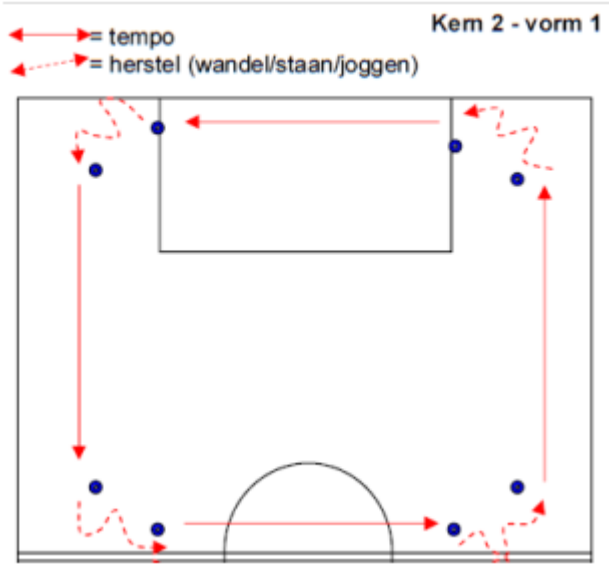 Kern 2 - vorm 1
= tempo
= herstel (wandel/staan/joggen)